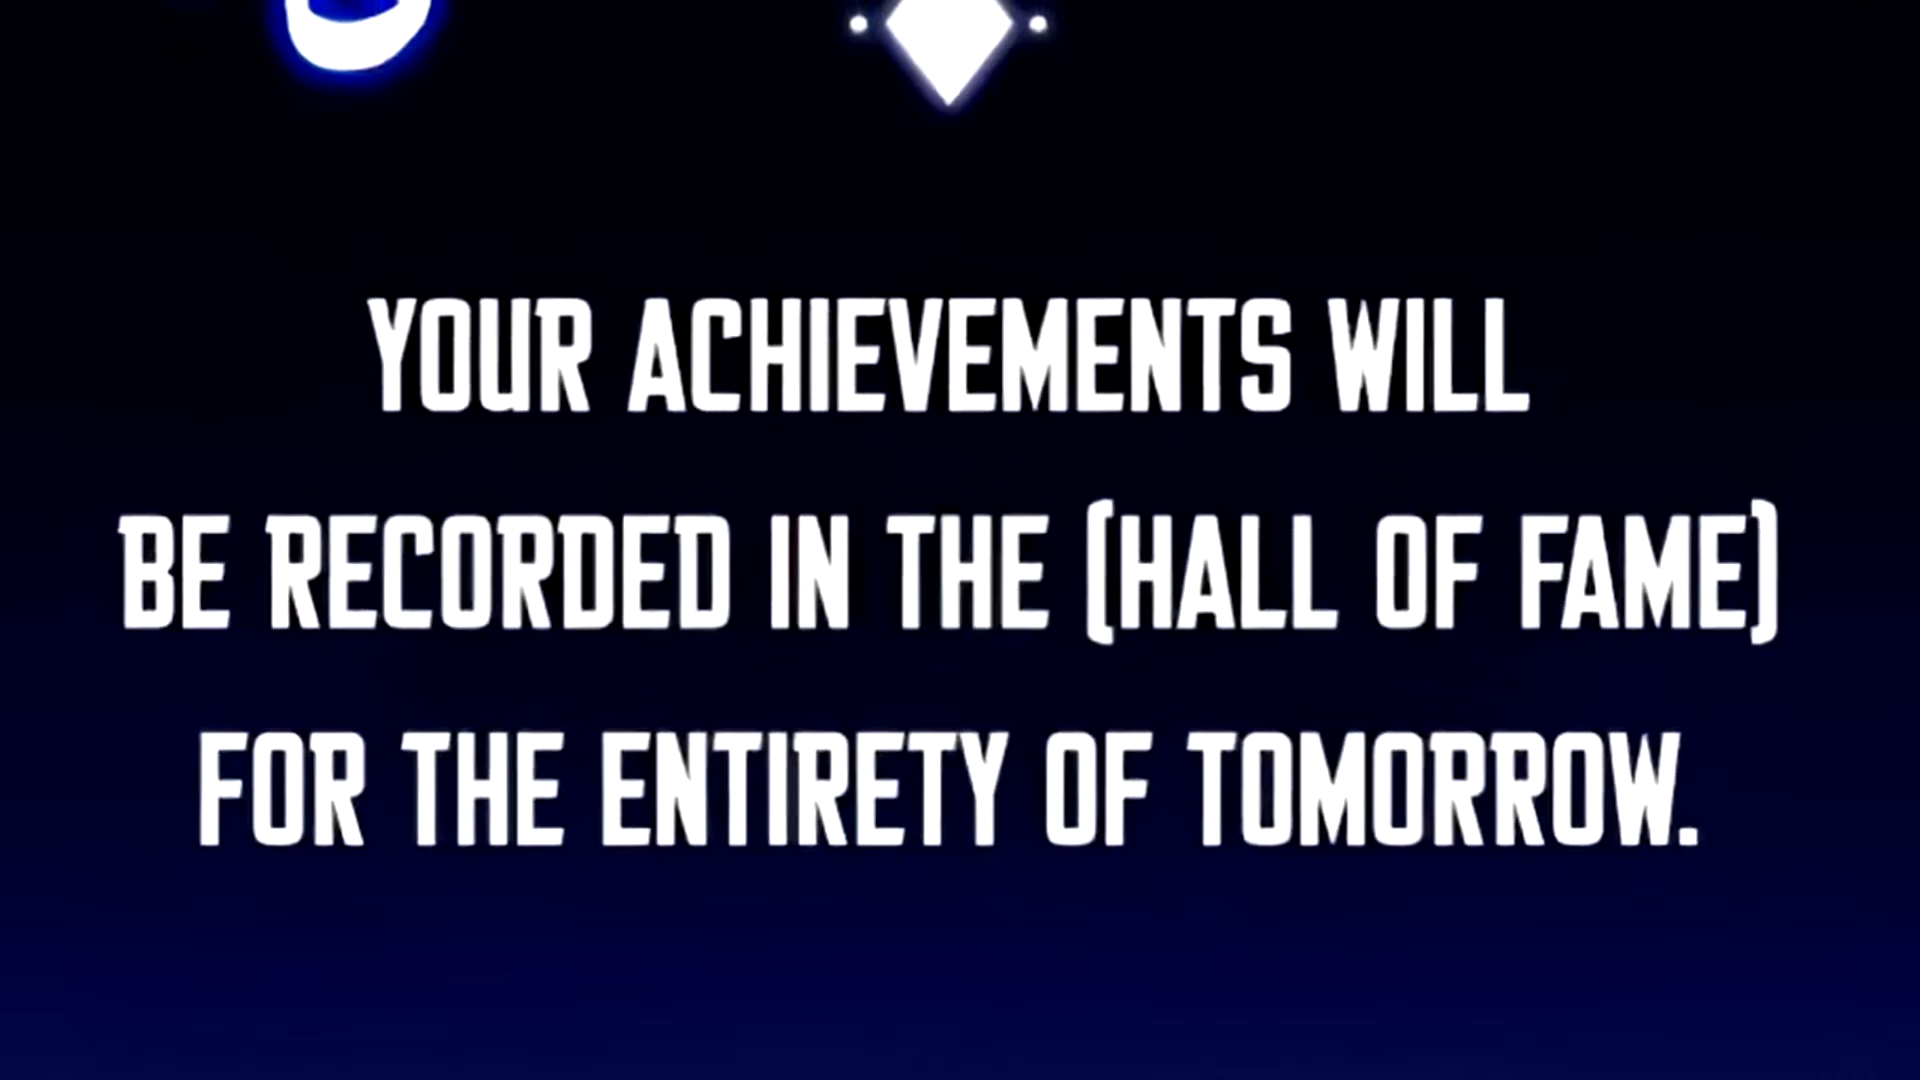 YOUR ACHIEVEMENTS WILL
BE RECORDED IN THE (HALL OF FAME)
FOR THE ENTIRETY OF TOMORROW.